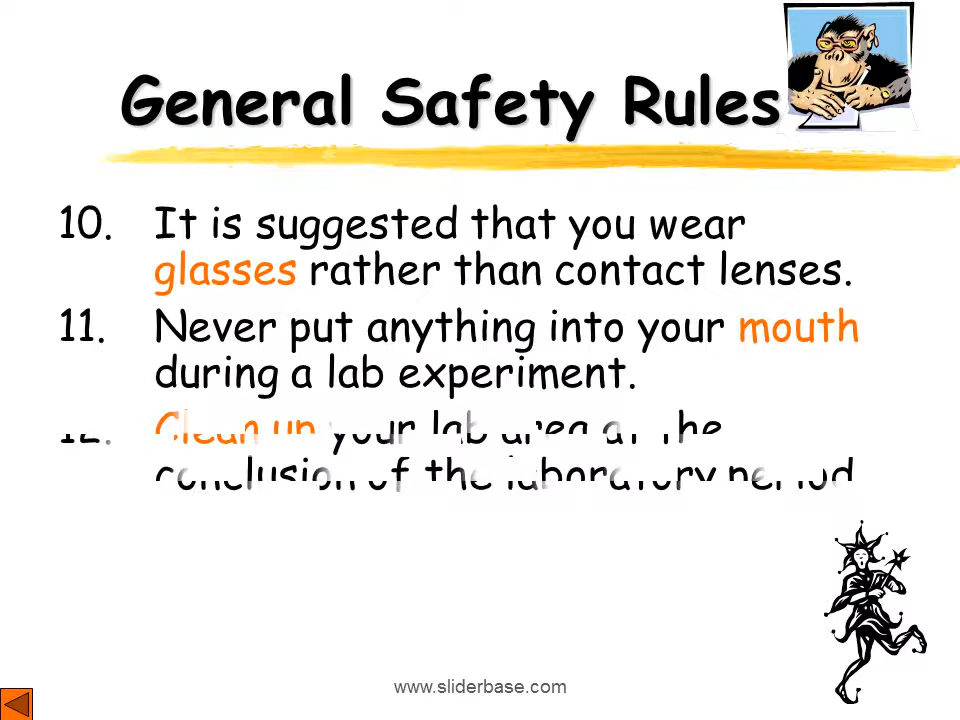 General Safety Rules
10. It is suggested that you wear
glasses rather than contact lenses.
11. Never put anything into your mouth
during a lab experiment.
12. Clean up your lab area at the
conclusion of the laboratory period
www.sliderbase.com